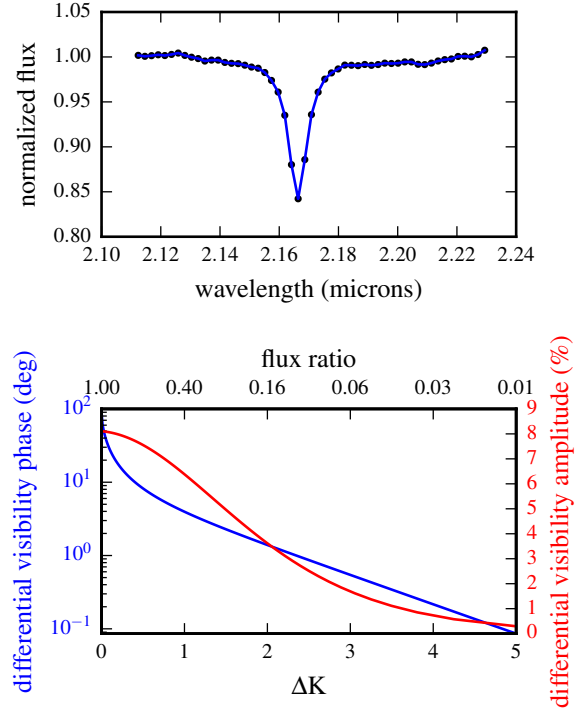 1.05
1.00
0.95
0.90
0.85
0.80
normalized flux
2.10 2.12 2.14 2.16 2.18 2.20 2.22 2.24
wavelength (microns)
flux ratio
1.00 0.40 0.16 0.06 0.03 0.01
differential visibility phase (deg)
10²
10¹
10⁰
10⁻¹
9
8
7
6
5
4
3
2
1
0
differential visibility amplitude (%)
0 1 2 3 4 5
ΔK